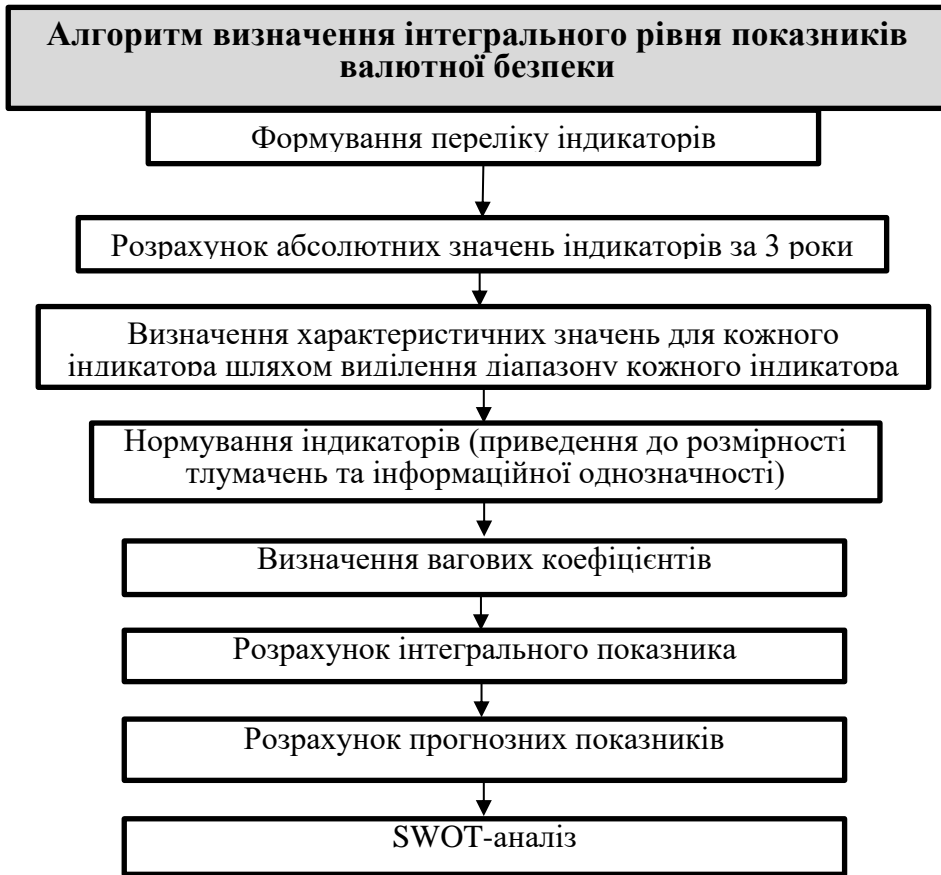 Алгоритм визначення інтегрального рівня показників
валютної безпеки
Формування переліку індикаторів
Розрахунок абсолютних значень індикаторів за 3 роки
Визначення характеристичних значень для кожного
індикатора шляхом виділення діапазону кожного індикатора
Нормування індикаторів (приведення до розмірності
тлумачень та інформаційної однозначності)
Визначення вагових коефіцієнтів
Розрахунок інтегрального показника
Розрахунок прогнозних показників
SWOT-аналіз